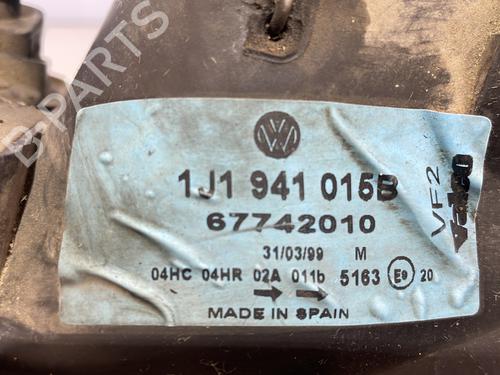 B-PARTS
VW
1J1 941 015B
67742010
31/03/99 M
04HC 04HR 02A 011b 5163 E9 20
MADE IN SPAIN
VF2
Valeo